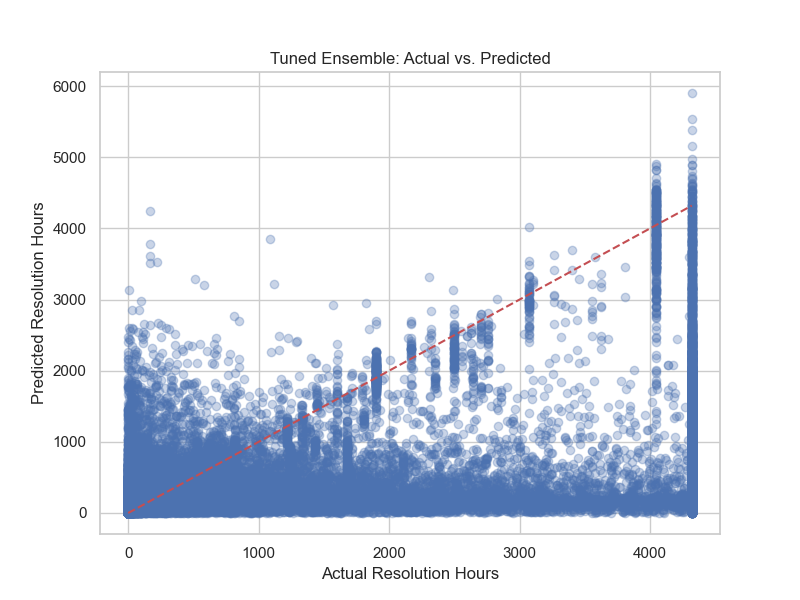 Tuned Ensemble: Actual vs. Predicted
6000
5000
4000
3000
2000
1000
0
Predicted Resolution Hours
0 1000 2000 3000 4000
Actual Resolution Hours